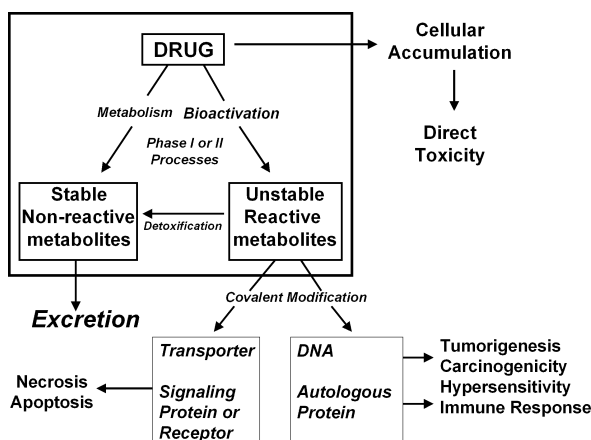 DRUG
Cellular
Accumulation
Direct
Toxicity
Metabolism
Bioactivation
Phase I or II
Processes
Stable
Non-reactive
metabolites
Detoxification
Unstable
Reactive
metabolites
Excretion
Covalent Modification
Transporter
Signaling
Protein or
Receptor
Necrosis
Apoptosis
DNA
Autologous
Protein
Tumorigenesis
Carcinogenicity
Hypersensitivity
Immune Response